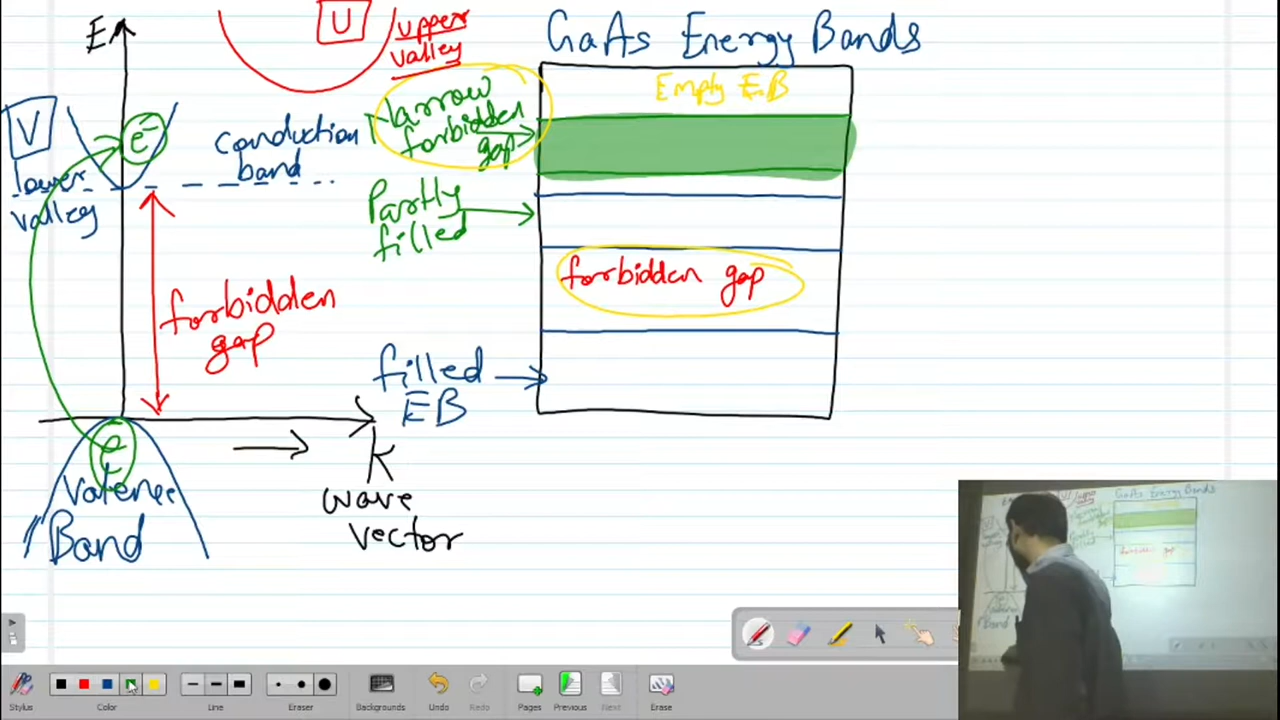 E
U
upper
valley
GaAs Energy Bands
Empty E.B
V
lower
valley
e-
conduction
band
Narrow
forbidden
gap
Partly
filled
forbidden
gap
forbidden gap
filled
EB
e-
Valence
Band
K
wave
vector
Stylus
Color
Line
Eraser
Backgrounds
Undo
Redo
Pages
Previous
Next
Erase